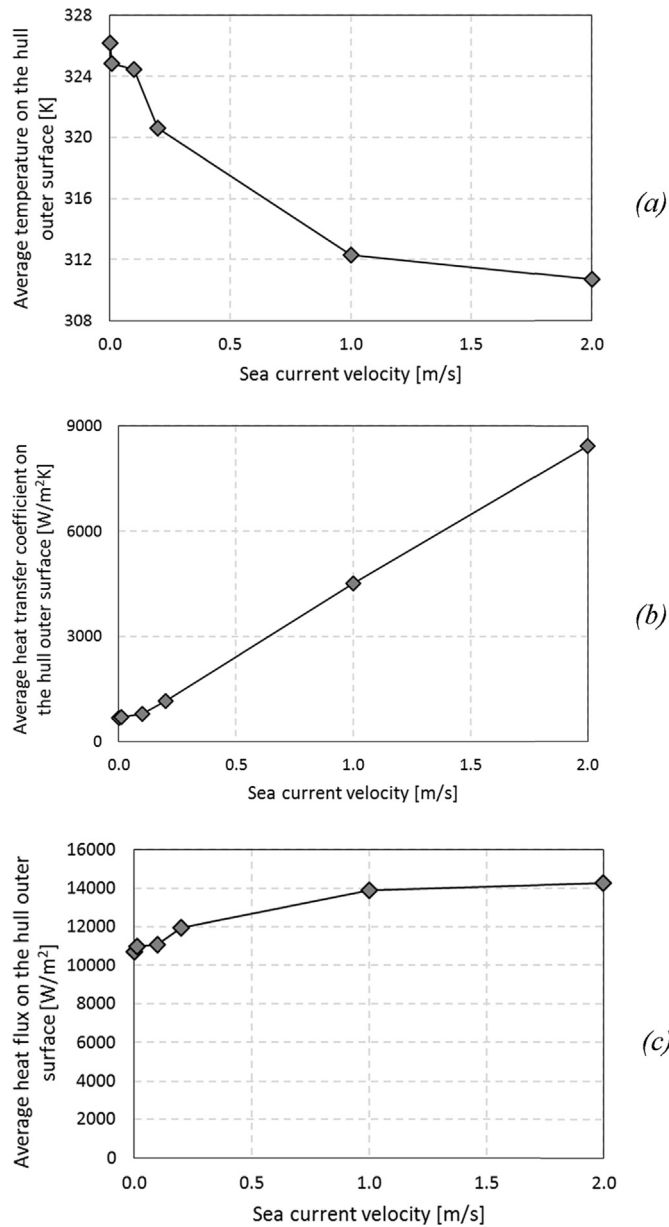 Average temperature on the hull
outer surface [K]
328
324
320
316
312
308
0.0 0.5 1.0 1.5 2.0
Sea current velocity [m/s]
(a)
Average heat transfer coefficient on
the hull outer surface [W/m²K]
9000
6000
3000
0
0.0 0.5 1.0 1.5 2.0
Sea current velocity [m/s]
(b)
Average heat flux on the hull outer
surface [W/m²]
16000
14000
12000
10000
8000
6000
4000
2000
0
0.0 0.5 1.0 1.5 2.0
Sea current velocity [m/s]
(c)